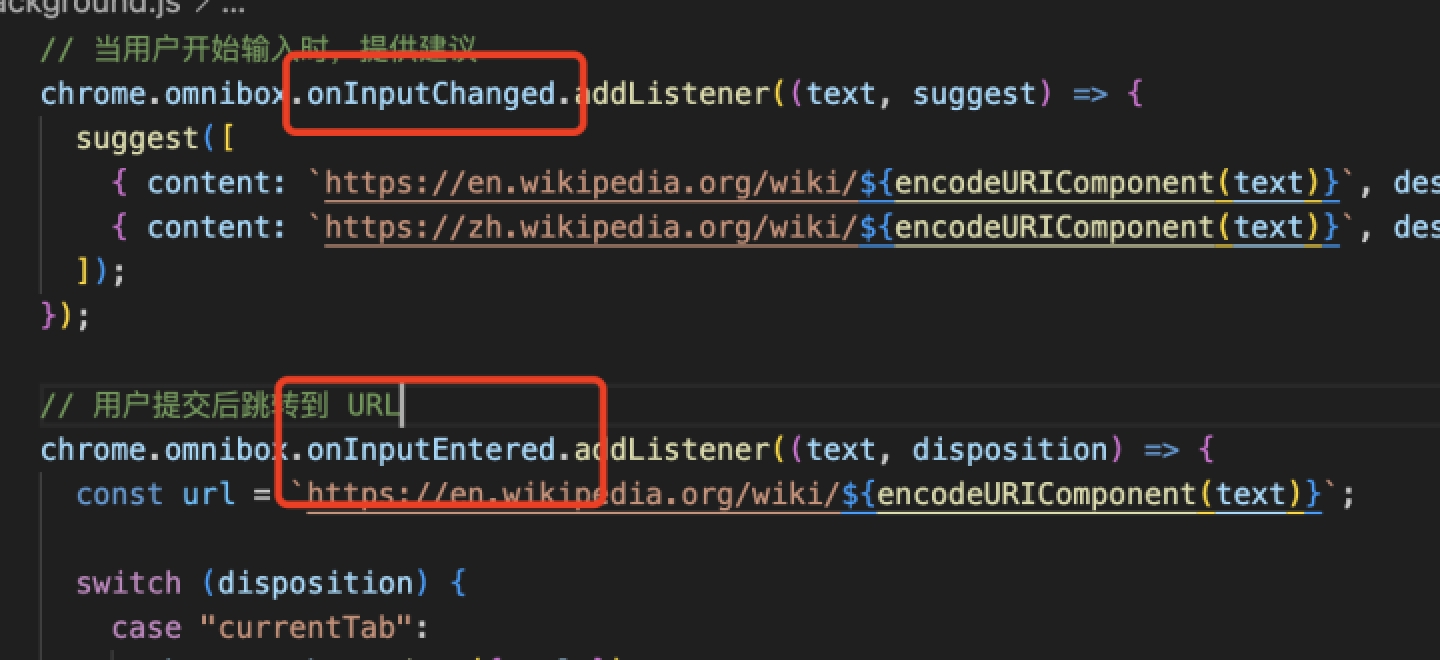 ackground.js > ...
// 当用户开始输入时，提供建议
chrome.omnibox.onInputChanged.addListener((text, suggest) => {
suggest([
{ content: `https://en.wikipedia.org/wiki/${encodeURIComponent(text)}`, des
{ content: `https://zh.wikipedia.org/wiki/${encodeURIComponent(text)}`, des
]);
});
// 用户提交后跳转到 URL
chrome.omnibox.onInputEntered.addListener((text, disposition) => {
const url = `https://en.wikipedia.org/wiki/${encodeURIComponent(text)}`;
switch (disposition) {
case "currentTab":